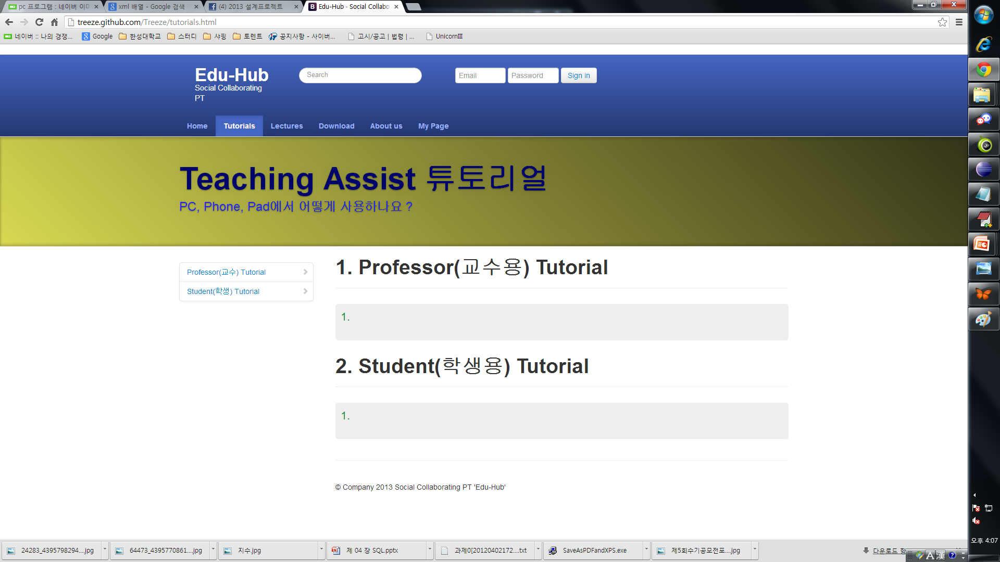 pc 프로그램 : 네이버 이미
xml 배열 - Google 검색
(4) 2013 설계프로젝트
Edu-Hub · Social Collabo
treeze.github.com/Treeze/tutorials.html
네이버 :: 나의 경쟁...
Google
한성대학교
스터디
샤핑
토렌트
공지사항 - 사이버...
고시/공고 | 법령 | ...
UnicornⅢ
Edu-Hub
Social Collaborating
PT
Search
Email
Password
Sign in
Home
Tutorials
Lectures
Download
About us
My Page
Teaching Assist 튜토리얼
PC, Phone, Pad에서 어떻게 사용하나요 ?
Professor(교수) Tutorial
Student(학생) Tutorial
1. Professor(교수용) Tutorial
1.
2. Student(학생용) Tutorial
1.
© Company 2013 Social Collaborating PT 'Edu-Hub'
24283_4395798294....jpg
64473_4395770861....jpg
지수.jpg
제 04 장 SQL.pptx
과제0[20120402172....txt
SaveAsPDFandXPS.exe
제5회수기공모전포....jpg
다운로드 항
A 漢
오후 4:07